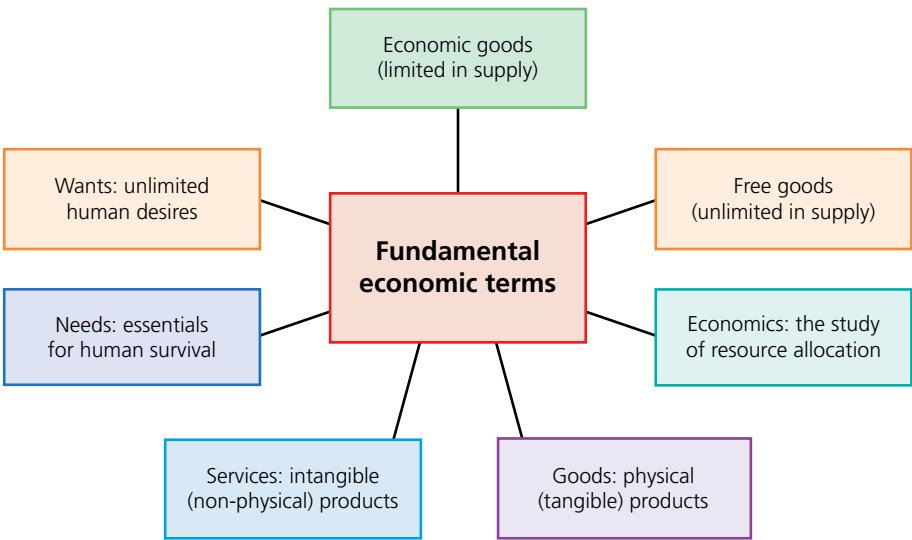 Economic goods
(limited in supply)
Wants: unlimited
human desires
Free goods
(unlimited in supply)
Fundamental
economic terms
Needs: essentials
for human survival
Economics: the study
of resource allocation
Services: intangible
(non-physical) products
Goods: physical
(tangible) products